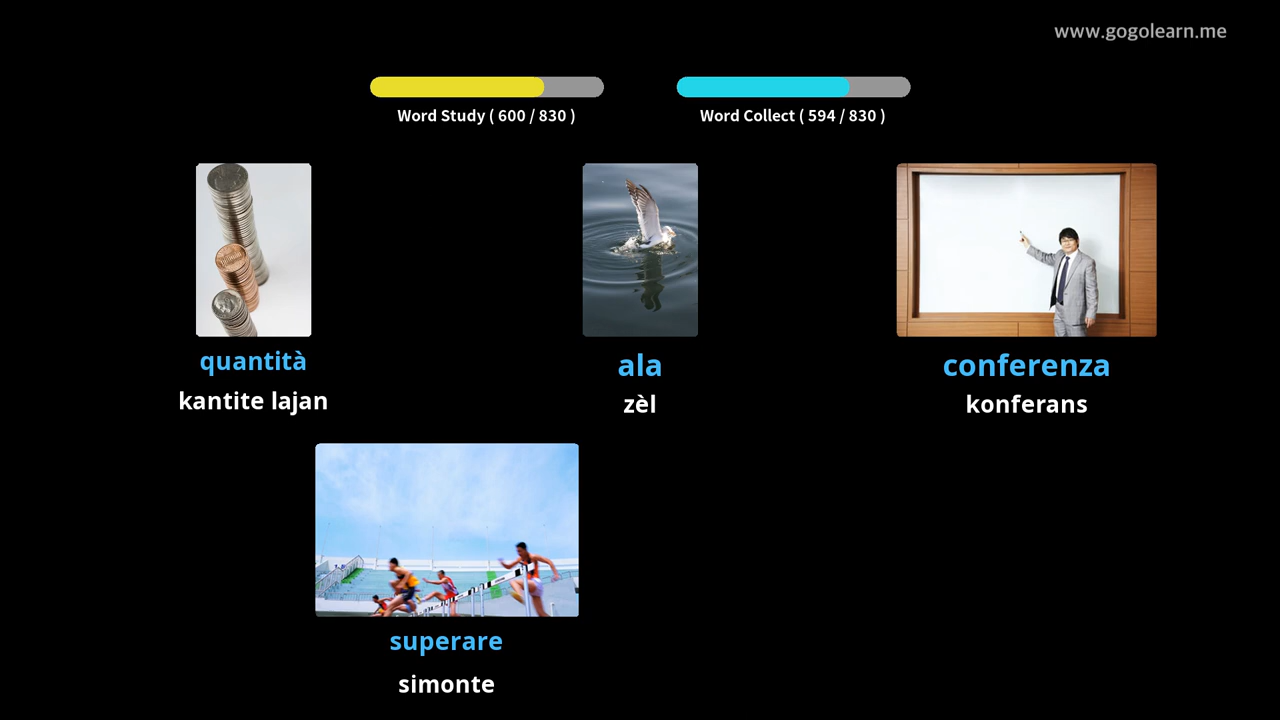 www.gogolearn.me
Word Study ( 600 / 830 )
Word Collect ( 594 / 830 )
quantità
kantite lajan
ala
zèl
conferenza
konferans
superare
simonte